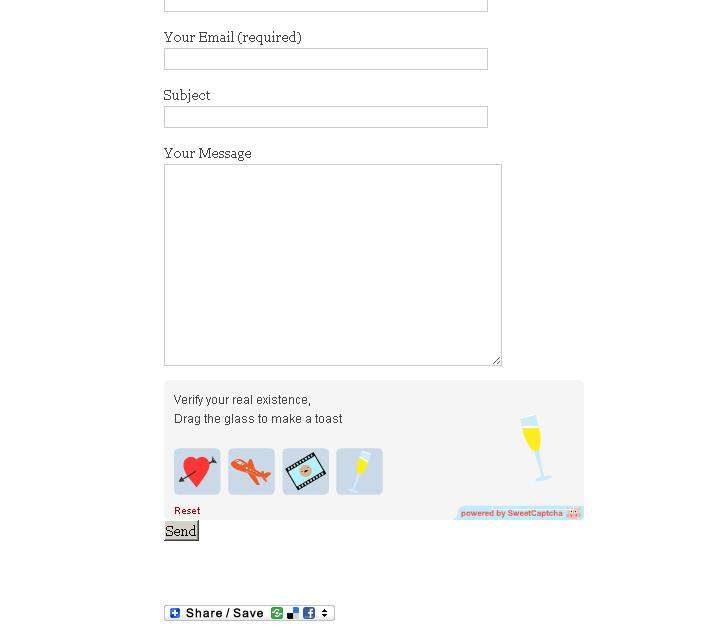 Your Email (required)
Subject
Your Message
Verify your real existence,
Drag the glass to make a toast
Reset
powered by SweetCaptcha
Send
Share / Save